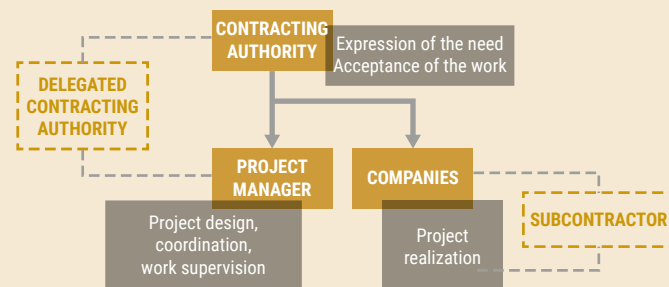 CONTRACTING
AUTHORITY
Expression of the need
Acceptance of the work
DELEGATED
CONTRACTING
AUTHORITY
PROJECT
MANAGER
COMPANIES
Project design,
coordination,
work supervision
Project
realization
SUBCONTRACTOR